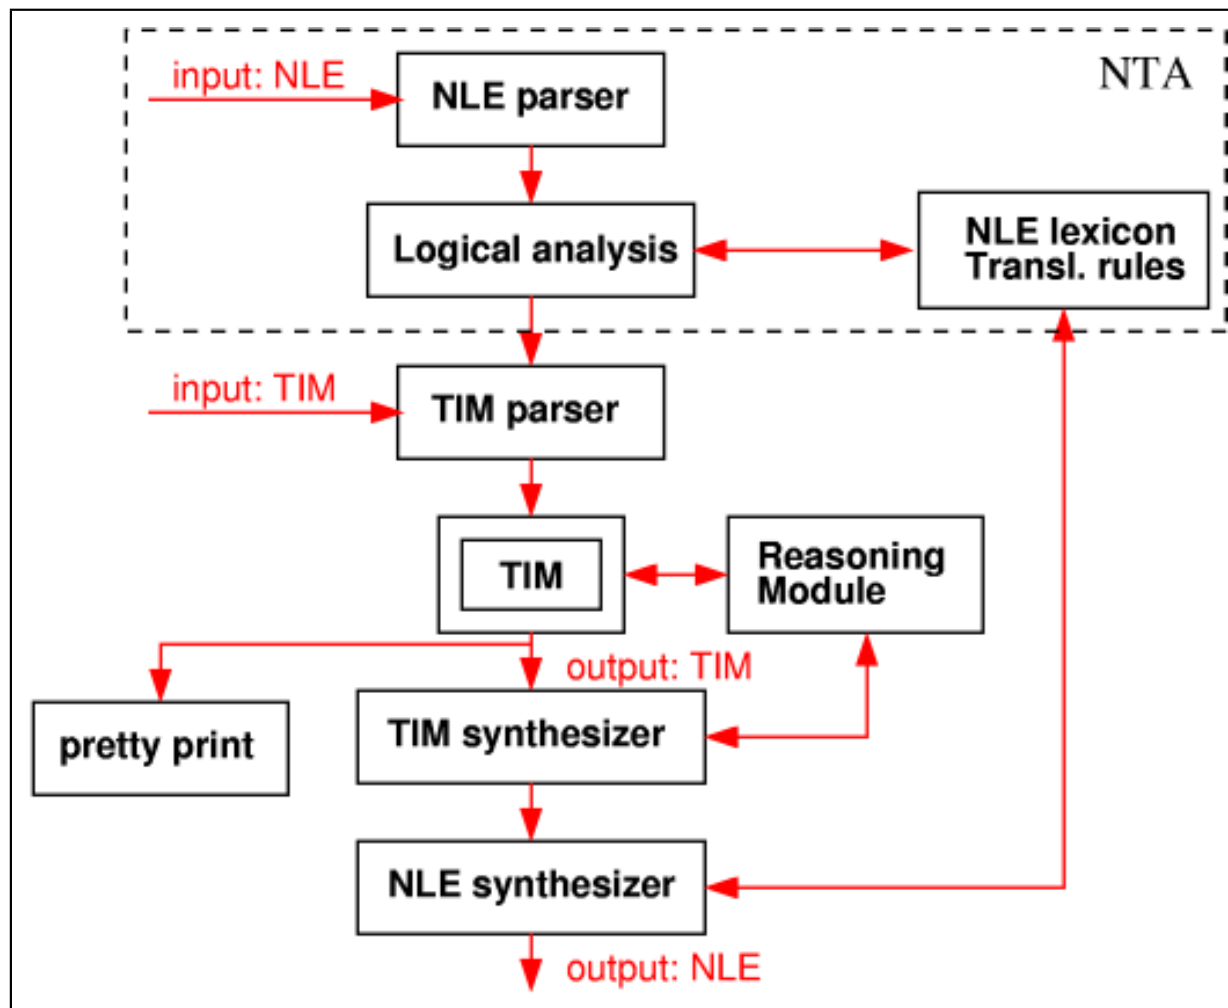 NTA
input: NLE
NLE parser
Logical analysis
NLE lexicon
Transl. rules
input: TIM
TIM parser
TIM
Reasoning
Module
output: TIM
pretty print
TIM synthesizer
NLE synthesizer
output: NLE